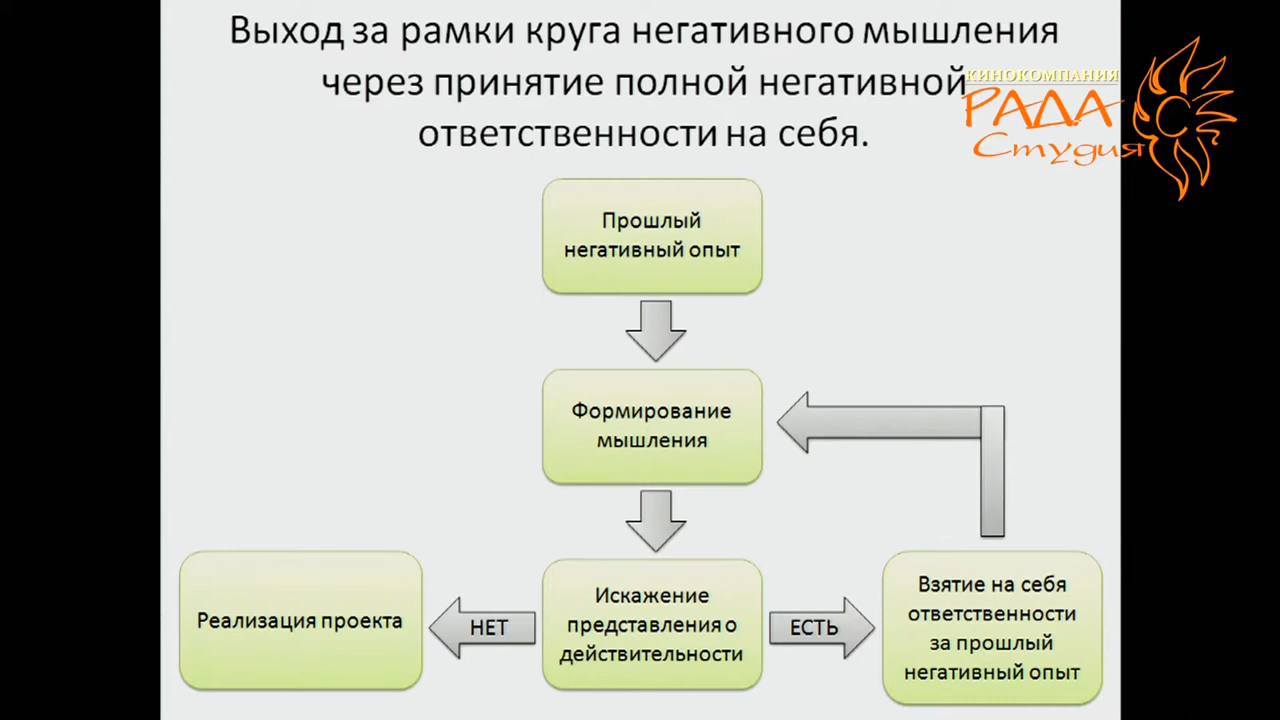 Выход за рамки круга негативного мышления
через принятие полной негативной
ответственности на себя.
КИНОКОМПАНИЯ
РАДА
Студия
Прошлый
негативный опыт
Формирование
мышления
Реализация проекта
НЕТ
Искажение
представления о
действительности
ЕСТЬ
Взятие на себя
ответственности
за прошлый
негативный опыт